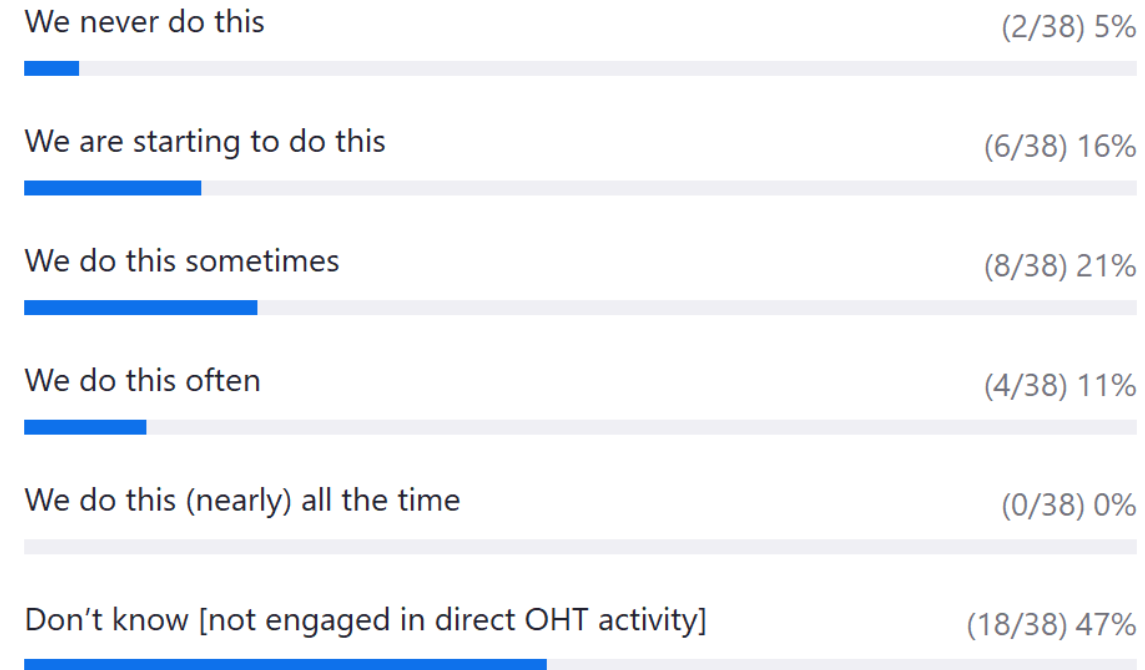 We never do this (2/38) 5%
We are starting to do this (6/38) 16%
We do this sometimes (8/38) 21%
We do this often (4/38) 11%
We do this (nearly) all the time (0/38) 0%
Don’t know [not engaged in direct OHT activity] (18/38) 47%